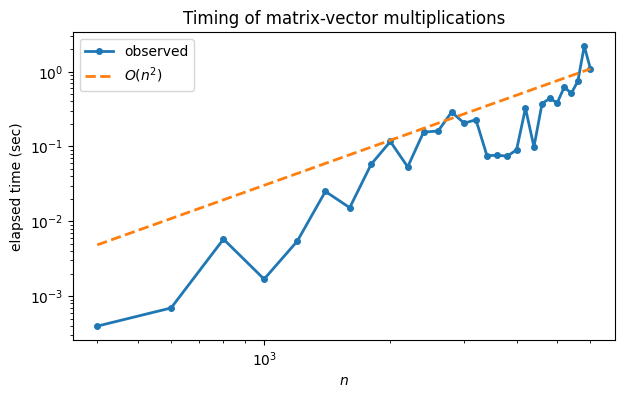 Timing of matrix-vector multiplications
observed
O(n²)
10⁰
10⁻¹
10⁻²
10⁻³
elapsed time (sec)
10³
n